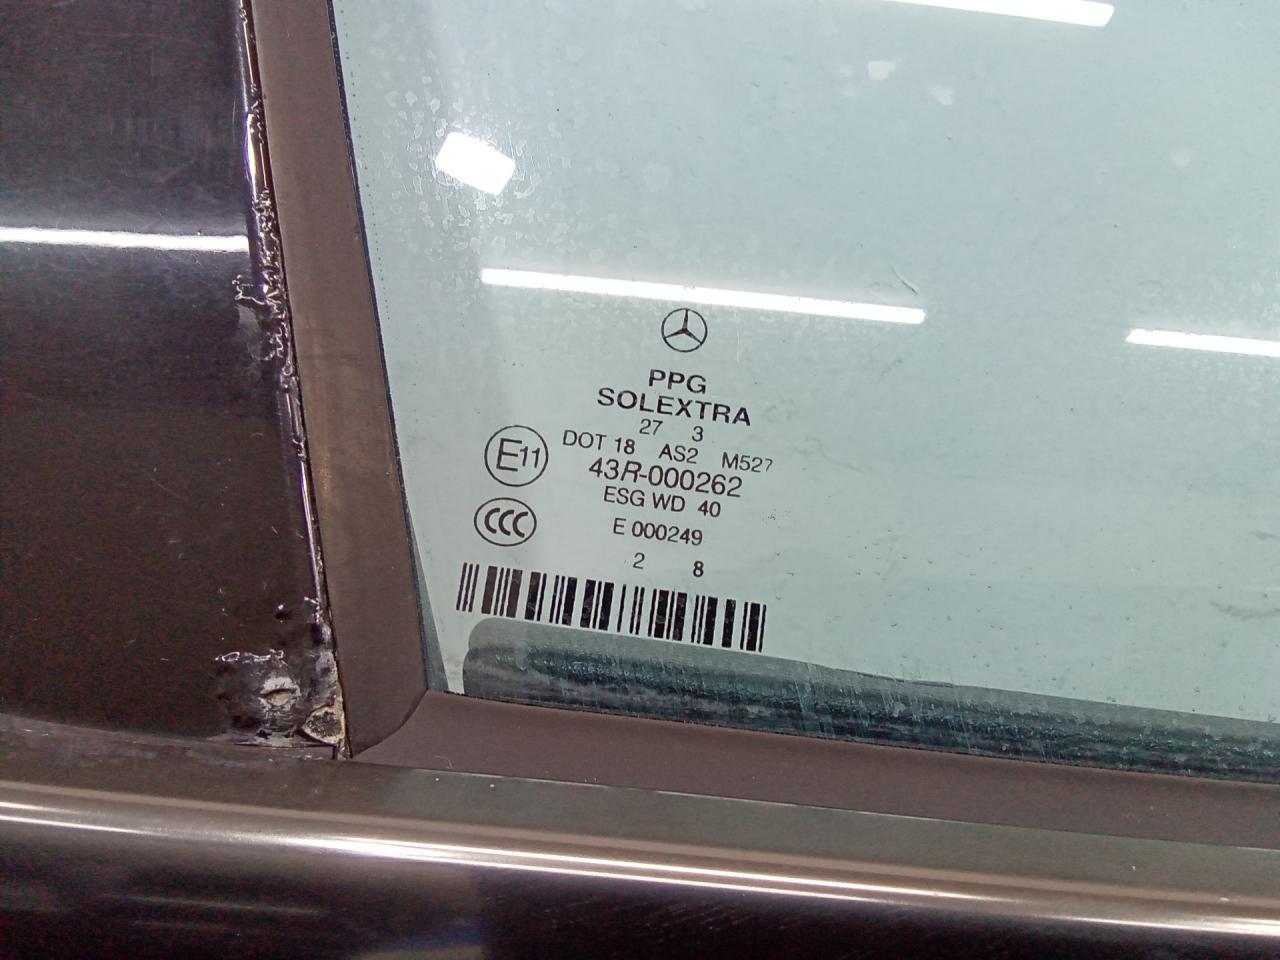 PPG
SOLEXTRA
27 3
DOT 18 AS2 M527
E11
43R-000262
ESG WD 40
CCC
E 000249
2 8